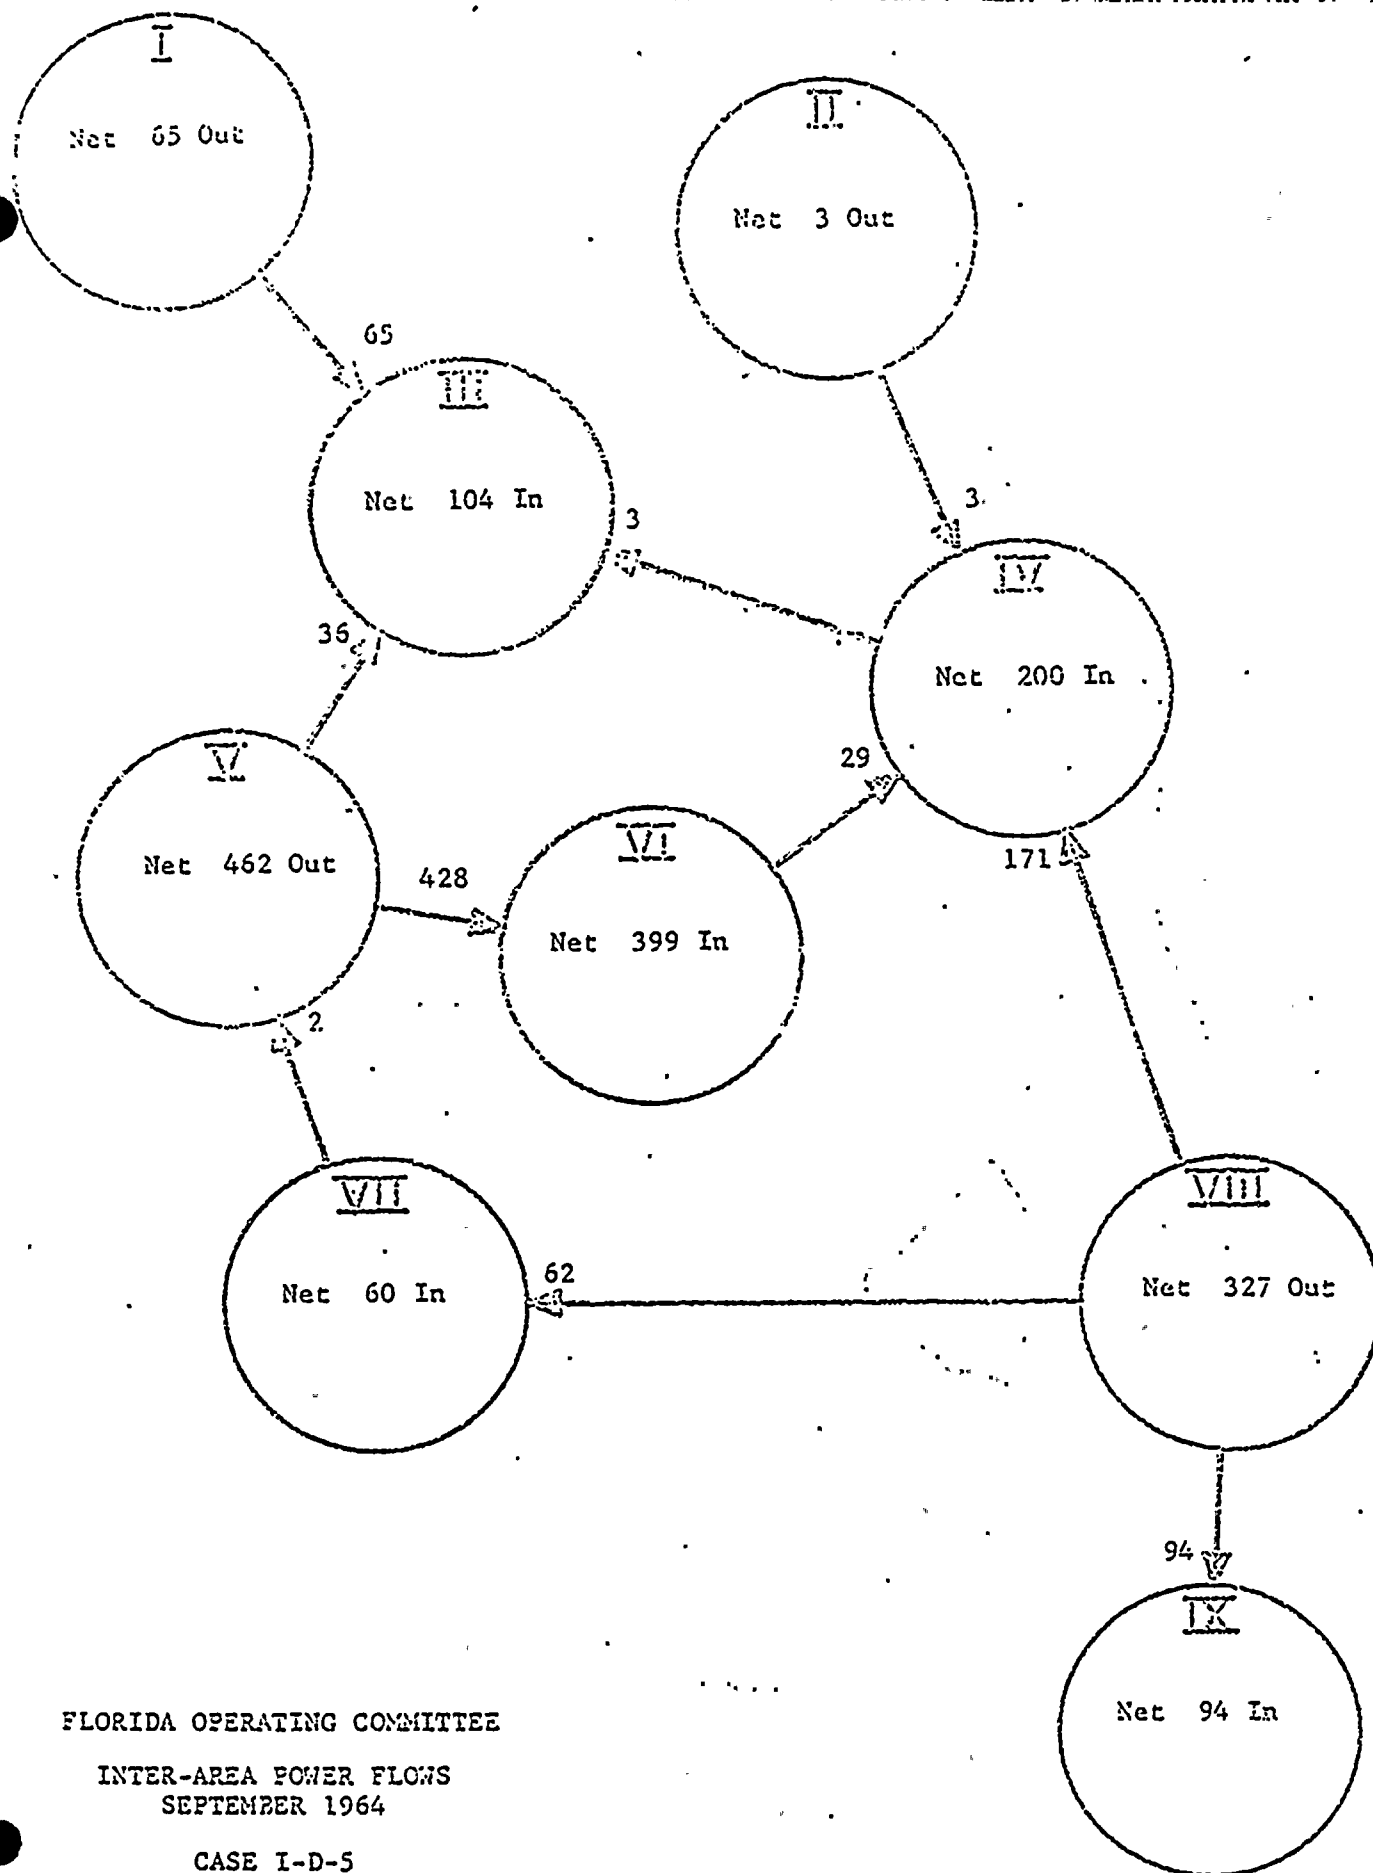 I
Net 65 Out
II
Net 3 Out
65
III
Net 104 In
3
3
IV
Net 200 In
36
V
Net 462 Out
428
VI
Net 399 In
29
171
2
VII
Net 60 In
62
VIII
Net 327 Out
94
IX
Net 94 In
FLORIDA OPERATING COMMITTEE
INTER-AREA POWER FLOWS
SEPTEMBER 1964
CASE I-D-5